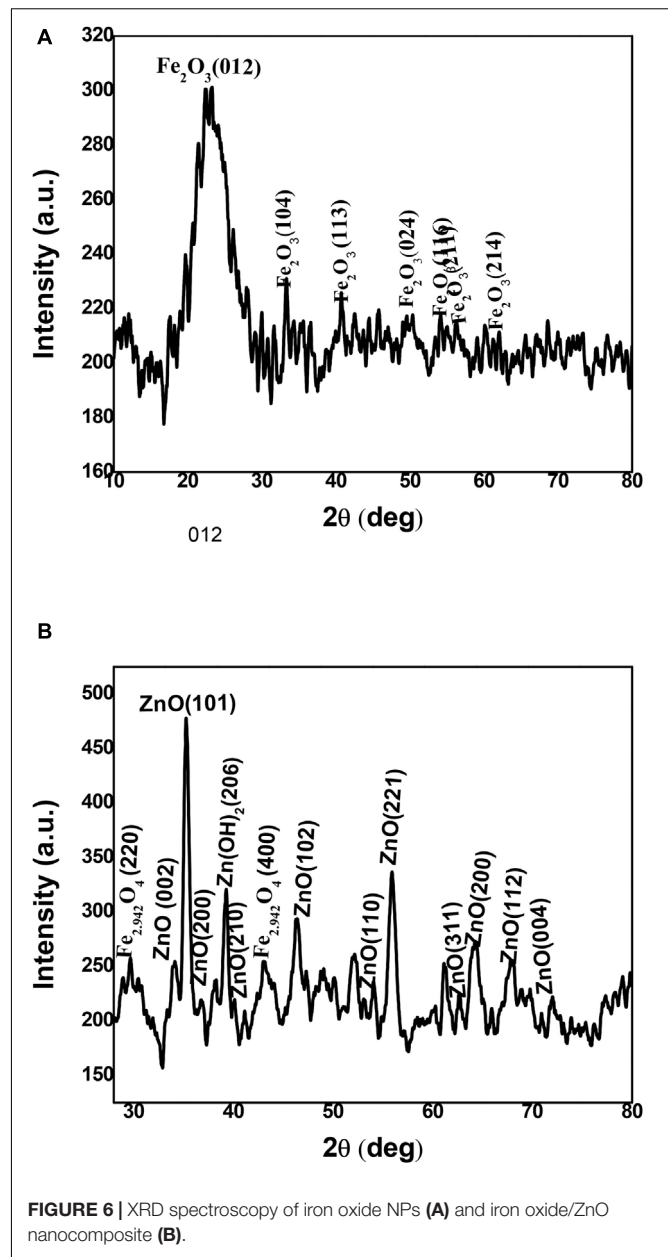 A
320
300
280
260
240
220
200
180
160
Intensity (a.u.)
Fe2O3(012)
Fe2O3(104)
Fe2O3 (113)
Fe2O3(024)
Fe2O3(116)
Fe2O3(211)
Fe2O3(214)
10 20 30 40 50 60 70 80
2θ (deg)
012
B
500
450
400
350
300
250
200
150
Intensity (a.u.)
Fe2.942O4 (220)
ZnO (002)
ZnO(101)
ZnO(200)
Zn(OH)2(206)
ZnO(210)
Fe2.942O4 (400)
ZnO(102)
ZnO(110)
ZnO(221)
ZnO(311)
ZnO(200)
ZnO(112)
ZnO(004)
30 40 50 60 70 80
2θ (deg)
FIGURE 6 | XRD spectroscopy of iron oxide NPs (A) and iron oxide/ZnO
nanocomposite (B).